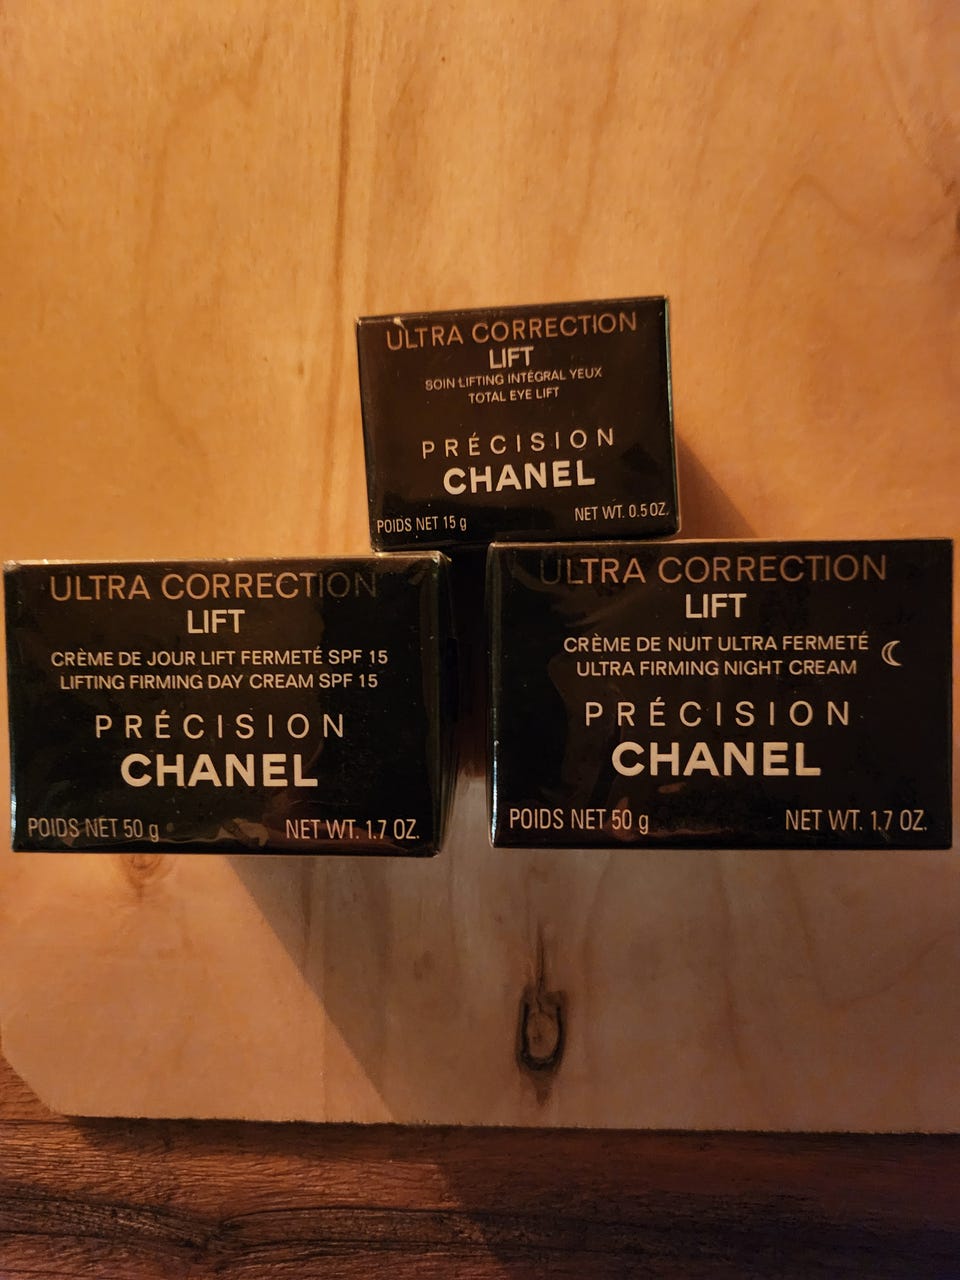 ULTRA CORRECTION
LIFT
SOIN LIFTING INTÉGRAL YEUX
TOTAL EYE LIFT
PRÉCISION
CHANEL
POIDS NET 15 g NET WT. 0.5 OZ.
ULTRA CORRECTION
LIFT
CRÈME DE JOUR LIFT FERMETÉ SPF 15
LIFTING FIRMING DAY CREAM SPF 15
PRÉCISION
CHANEL
POIDS NET 50 g NET WT. 1.7 OZ.
ULTRA CORRECTION
LIFT
CRÈME DE NUIT ULTRA FERMETÉ
ULTRA FIRMING NIGHT CREAM
PRÉCISION
CHANEL
POIDS NET 50 g NET WT. 1.7 OZ.